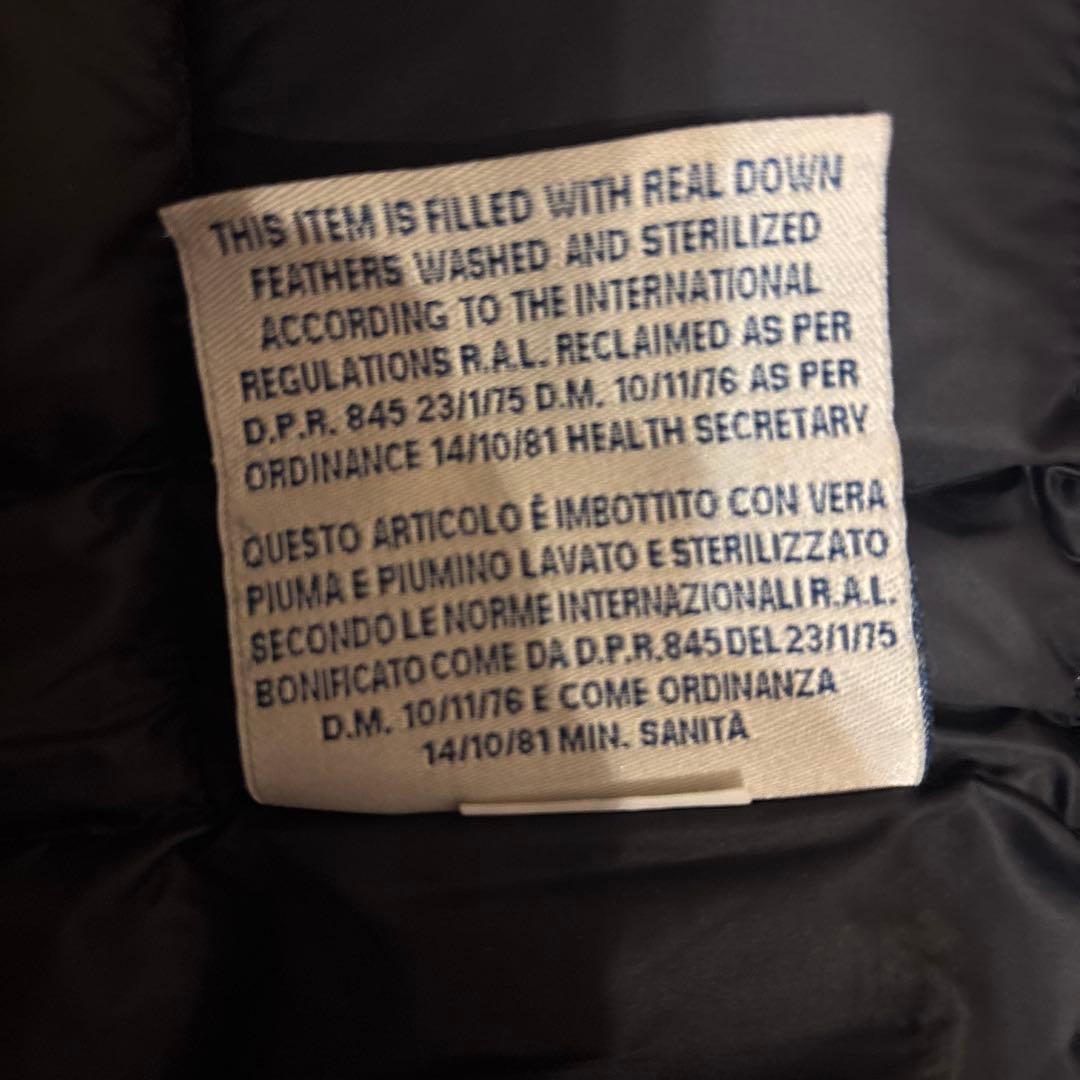 THIS ITEM IS FILLED WITH REAL DOWN
FEATHERS WASHED AND STERILIZED
ACCORDING TO THE INTERNATIONAL
REGULATIONS R.A.L. RECLAIMED AS PER
D.P.R. 845 23/1/75 D.M. 10/11/76 AS PER
ORDINANCE 14/10/81 HEALTH SECRETARY
QUESTO ARTICOLO È IMBOTTITO CON VERA
PIUMA E PIUMINO LAVATO E STERILIZZATO
SECONDO LE NORME INTERNAZIONALI R.A.L.
BONIFICATO COME DA D.P.R.845 DEL 23/1/75
D.M. 10/11/76 E COME ORDINANZA
14/10/81 MIN. SANITÀ